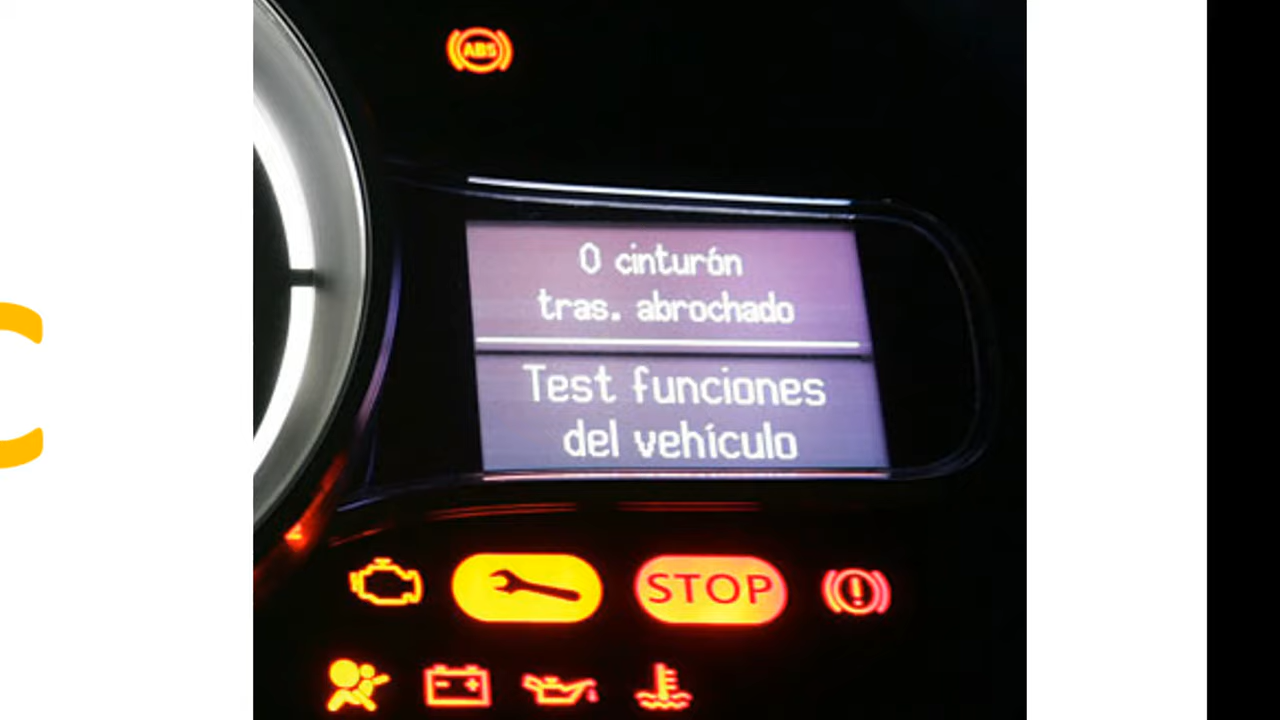 ABS
0 cinturón
tras. abrochado
Test funciones
del vehículo
STOP